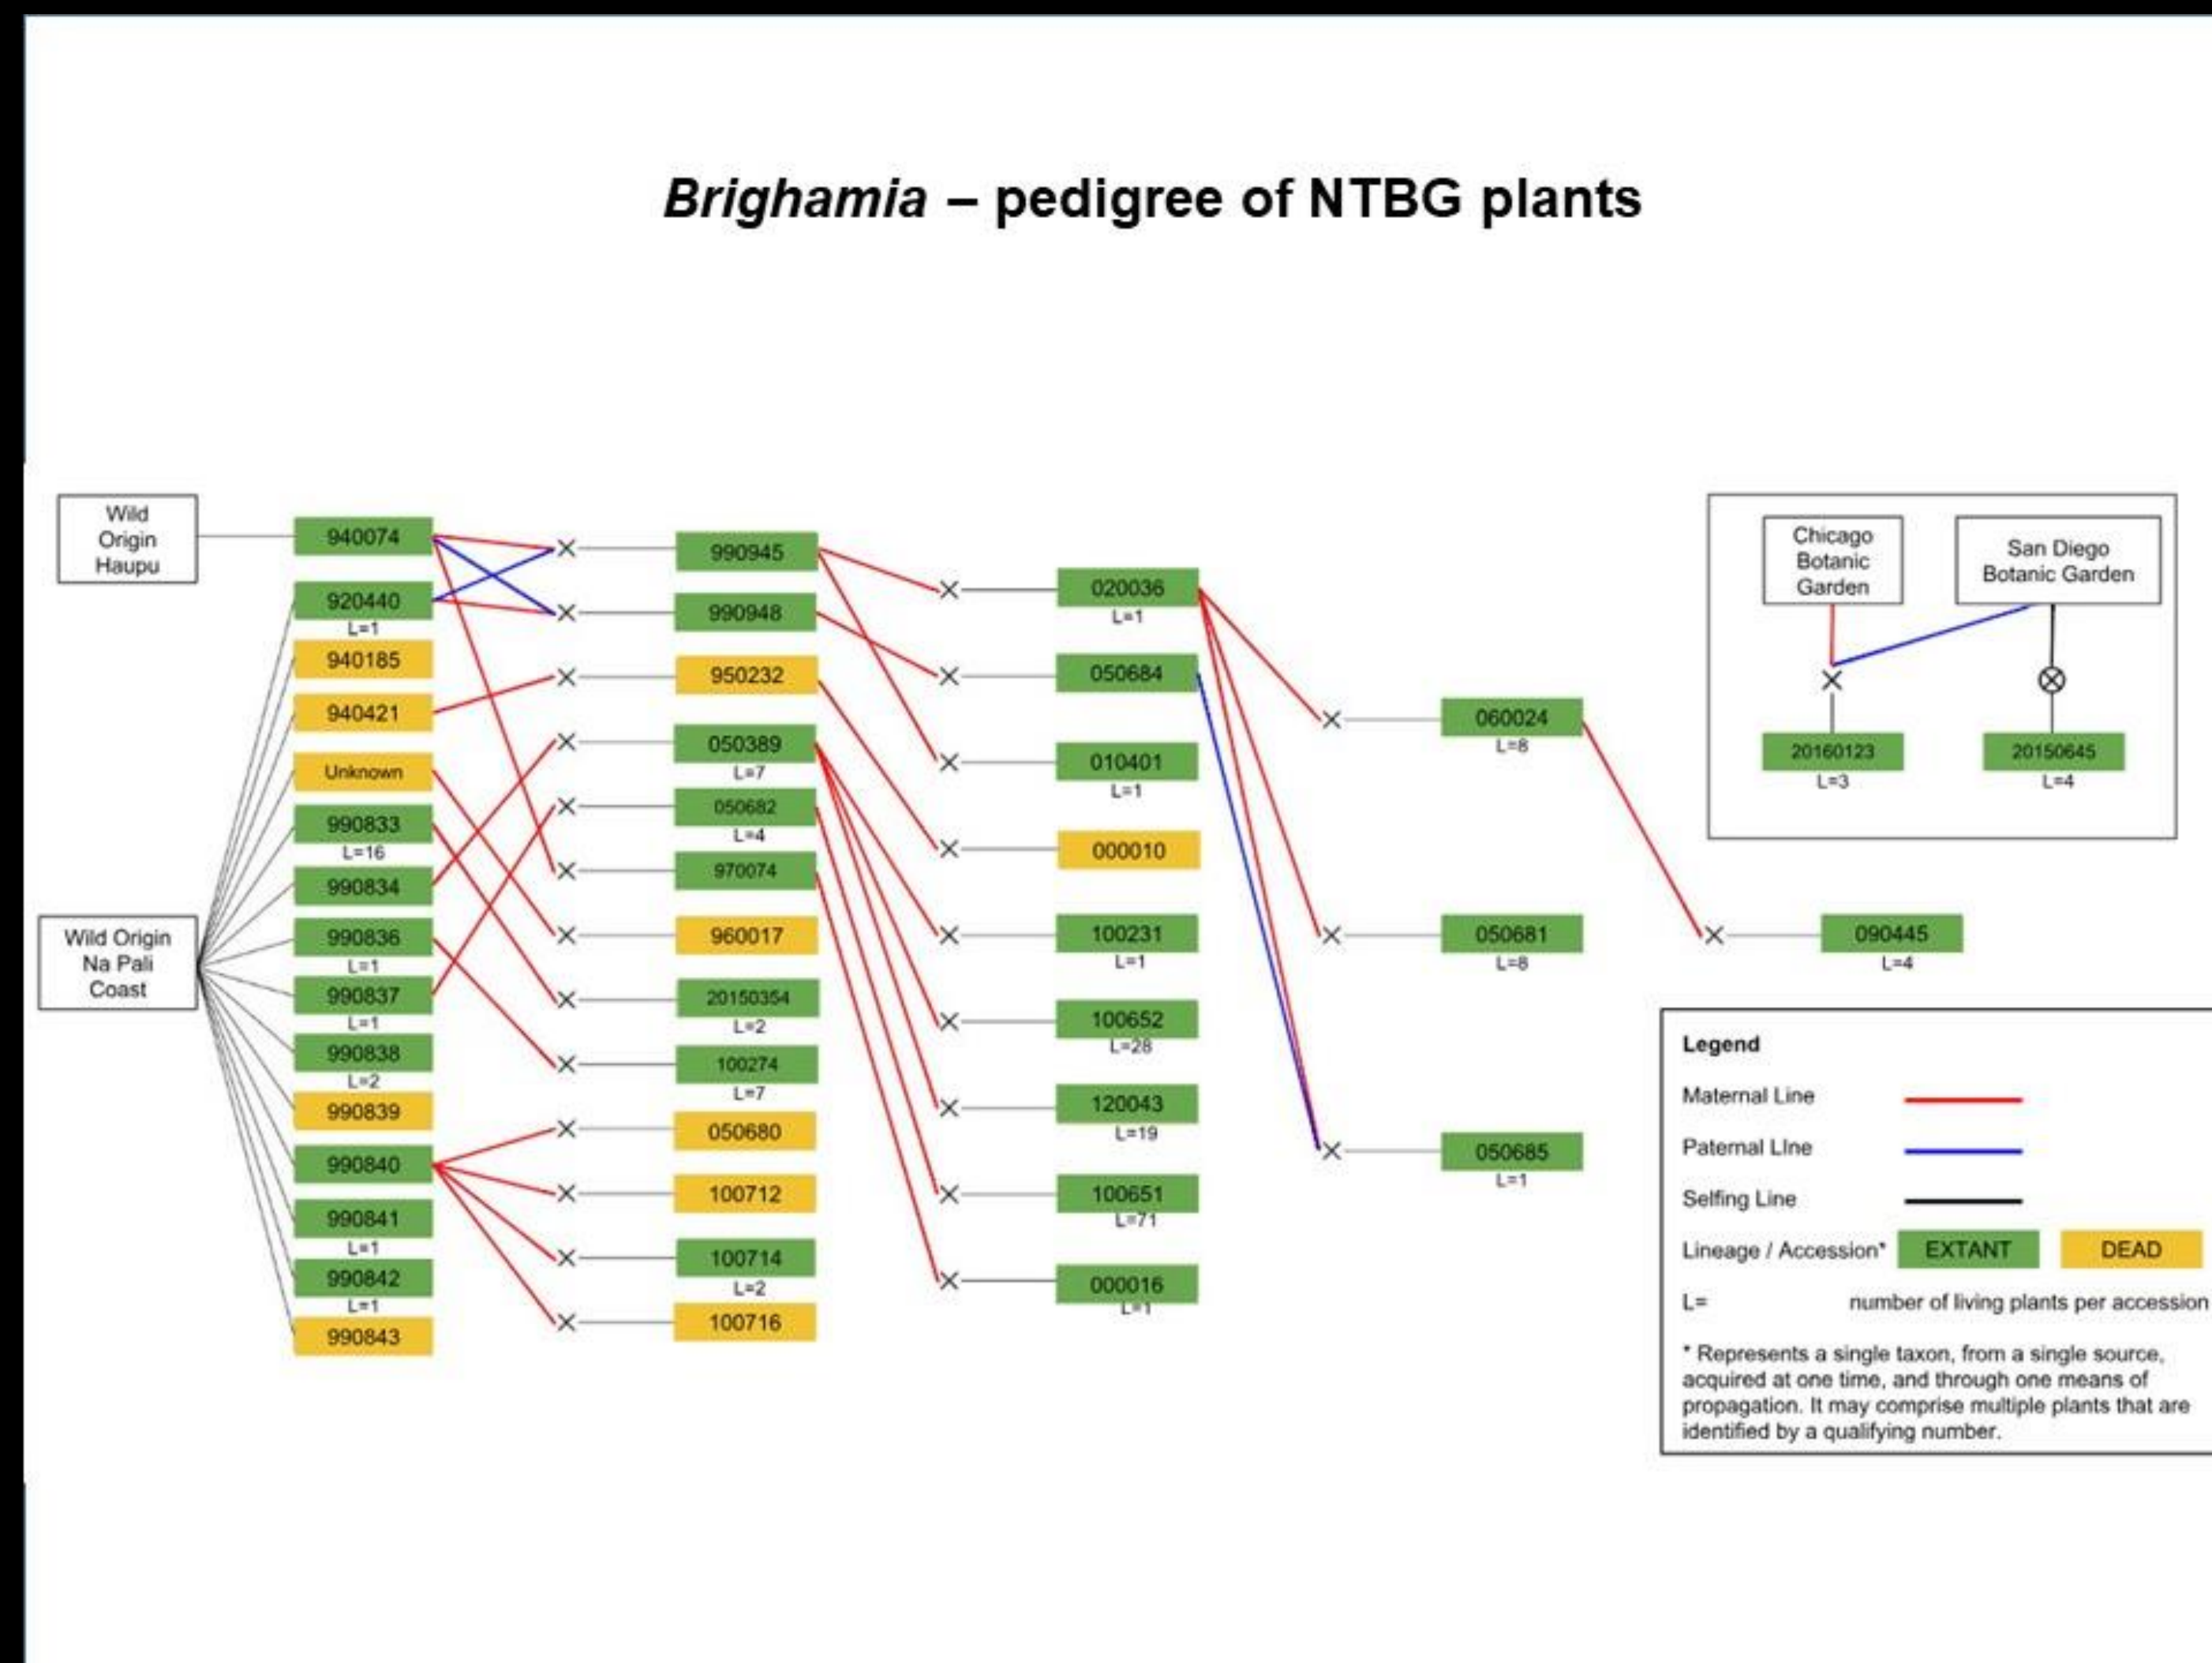 Brighamia – pedigree of NTBG plants
Wild
Origin
Haupu
Wild Origin
Na Pali
Coast
940074
920440
L=1
940185
940421
Unknown
990833
L=16
990834
990836
L=1
990837
L=1
990838
L=2
990839
990840
990841
L=1
990842
L=1
990843
990945
990948
950232
050389
L=7
050682
L=4
970074
960017
20150354
L=2
100274
L=7
050680
100712
100714
L=2
100716
020036
L=1
050684
010401
L=1
000010
100231
L=1
100652
L=28
120043
L=19
100651
L=71
000016
L=1
060024
L=8
050681
L=8
050685
L=1
090445
L=4
Chicago
Botanic
Garden
San Diego
Botanic Garden
20160123
L=3
20150645
L=4
Legend
Maternal Line
Paternal LIne
Selfing Line
Lineage / Accession* EXTANT DEAD
L= number of living plants per accession
* Represents a single taxon, from a single source,
acquired at one time, and through one means of
propagation. It may comprise multiple plants that are
identified by a qualifying number.